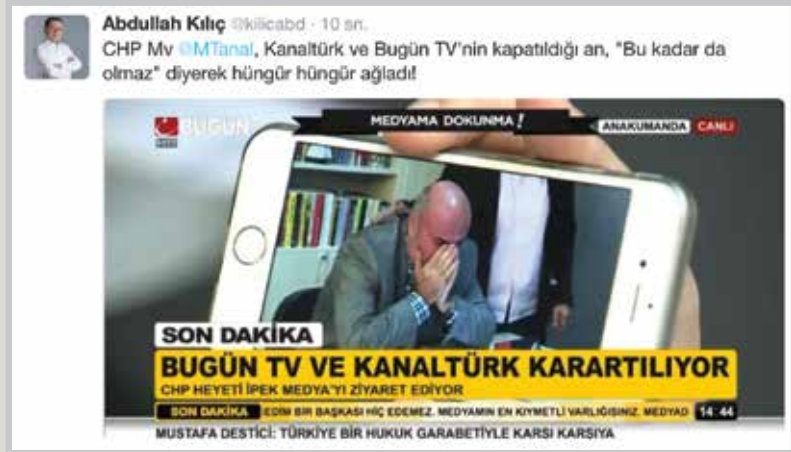 Abdullah Kılıç @kilicabd · 10 sn.
CHP Mv @MTanal, Kanaltürk ve Bugün TV'nin kapatıldığı an, "Bu kadar da
olmaz" diyerek hüngür hüngür ağladı!
BUGÜN
MEDYAMA DOKUNMA!
ANAKUMANDA CANLI
SON DAKİKA
BUGÜN TV VE KANALTÜRK KARARTILIYOR
CHP HEYETİ İPEK MEDYA'YI ZİYARET EDİYOR
SON DAKİKA EDİM BİR BAŞKASI HİÇ EDEMEZ. MEDYAMIN EN KIYMETLİ VARLIĞISINIZ. MEDYAD 14:44
MUSTAFA DESTİCİ: TÜRKİYE BİR HUKUK GARABETİYLE KARSI KARŞIYA